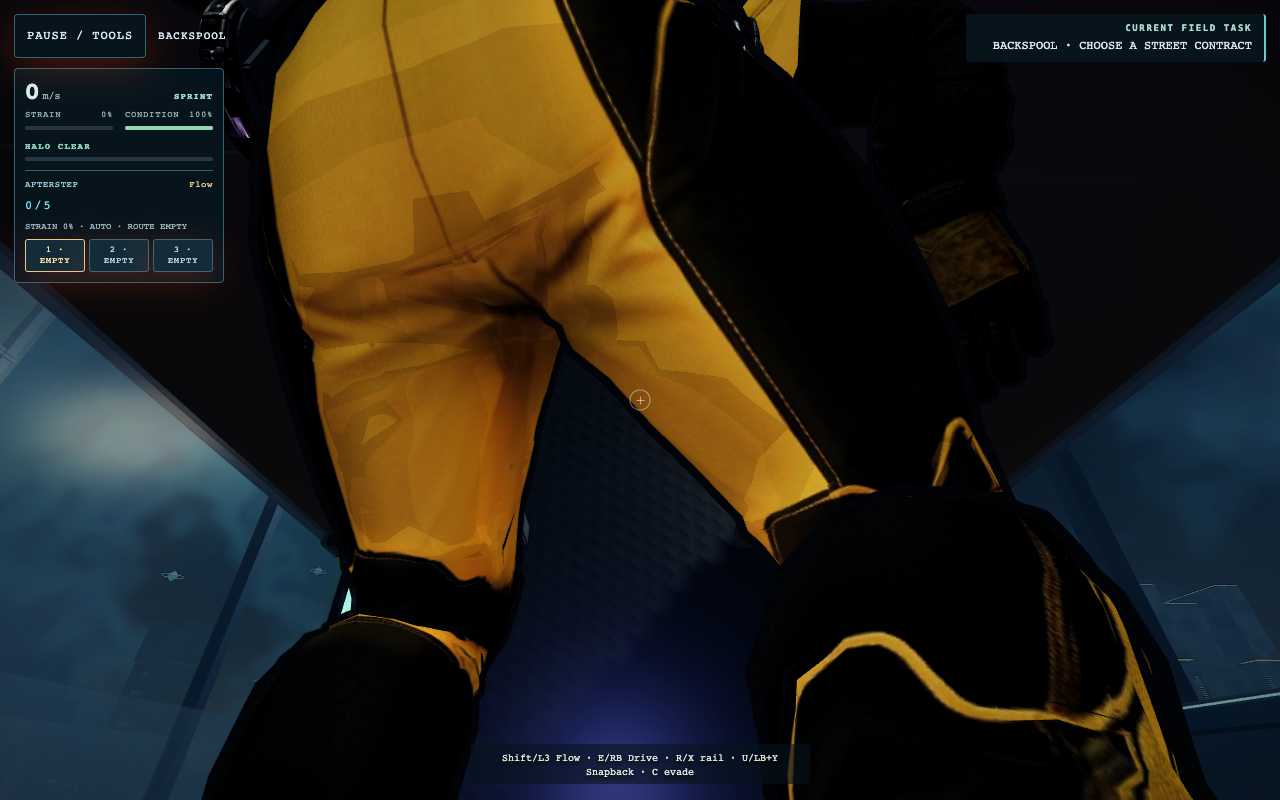 PAUSE / TOOLS
BACKSPOOL
CURRENT FIELD TASK
BACKSPOOL · CHOOSE A STREET CONTRACT
0 m/s
SPRINT
STRAIN 0%
CONDITION 100%
HALO CLEAR
AFTERSTEP
Flow
0/5
STRAIN 0% · AUTO · ROUTE EMPTY
1 · EMPTY
2 · EMPTY
3 · EMPTY
Shift/L3 Flow · E/RB Drive · R/X rail · U/LB+Y
Snapback · C evade